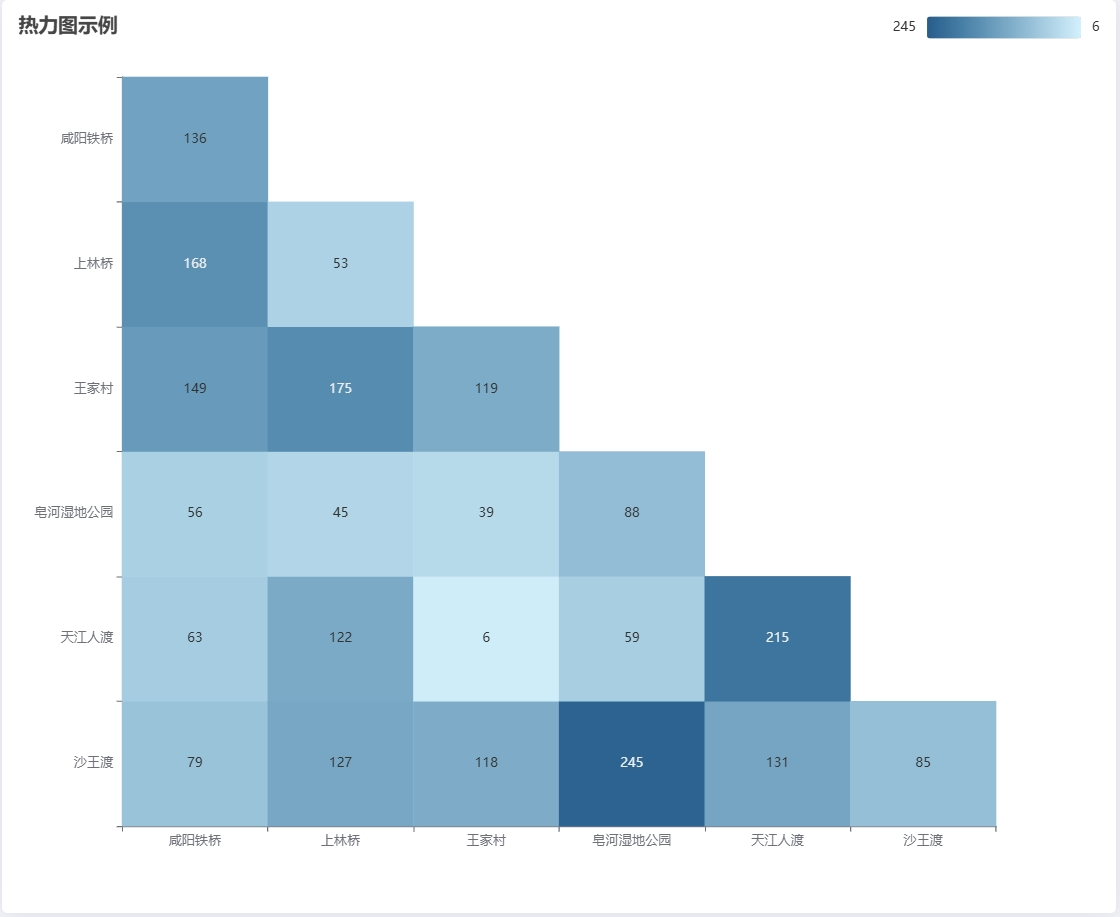 热力图示例
245 6
咸阳铁桥 136
上林桥 168 53
王家村 149 175 119
皂河湿地公园 56 45 39 88
天江人渡 63 122 6 59 215
沙王渡 79 127 118 245 131 85
咸阳铁桥 上林桥 王家村 皂河湿地公园 天江人渡 沙王渡